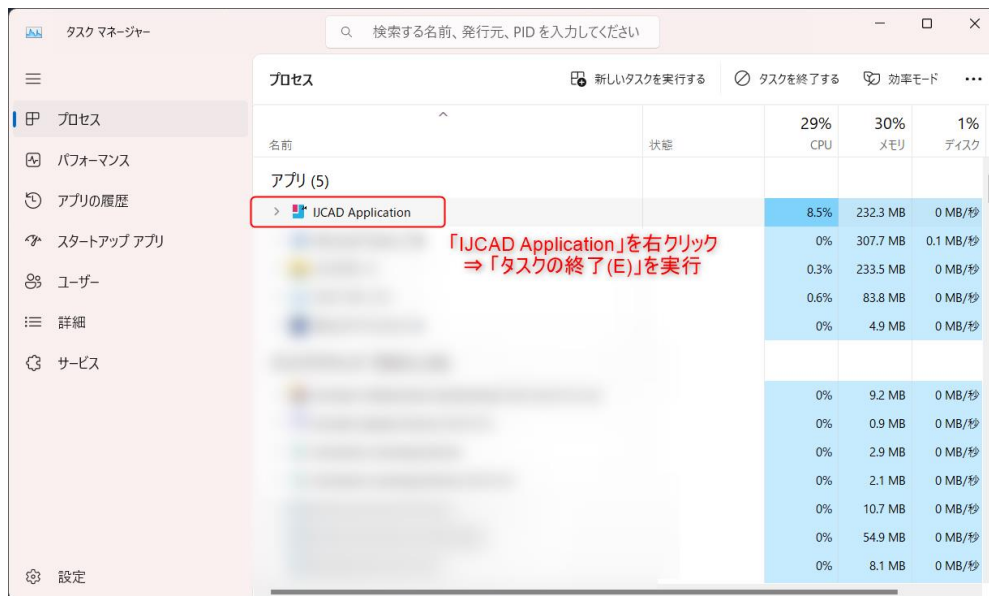 タスク マネージャー
検索する名前、発行元、PID を入力してください
プロセス
新しいタスクを実行する
タスクを終了する
効率モード
プロセス
パフォーマンス
アプリの履歴
スタートアップ アプリ
ユーザー
詳細
サービス
設定
29% 30% 1%
名前 状態 CPU メモリ ディスク
アプリ (5)
IJCAD Application 8.5% 232.3 MB 0 MB/秒
「IJCAD Application」を右クリック
⇒「タスクの終了(E)」を実行
0% 307.7 MB 0.1 MB/秒
0.3% 233.5 MB 0 MB/秒
0.6% 83.8 MB 0 MB/秒
0% 4.9 MB 0 MB/秒
0% 9.2 MB 0 MB/秒
0% 0.9 MB 0 MB/秒
0% 2.9 MB 0 MB/秒
0% 2.1 MB 0 MB/秒
0% 10.7 MB 0 MB/秒
0% 54.9 MB 0 MB/秒
0% 8.1 MB 0 MB/秒